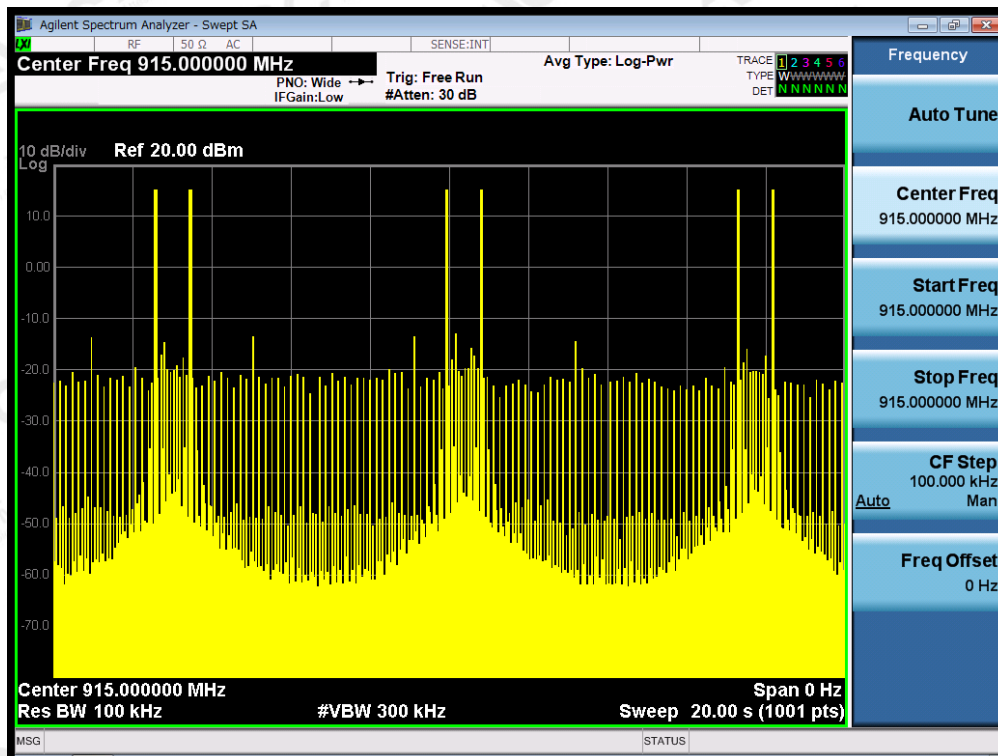 Agilent Spectrum Analyzer - Swept SA
LXI RF 50 Ω AC SENSE:INT
Center Freq 915.000000 MHz
PNO: Wide
IFGain:Low
Trig: Free Run
#Atten: 30 dB
Avg Type: Log-Pwr
TRACE 1 2 3 4 5 6
TYPE WWWWWW
DET N N N N N N
10 dB/div Ref 20.00 dBm
Log
10.0
0.00
-10.0
-20.0
-30.0
-40.0
-50.0
-60.0
-70.0
Center 915.000000 MHz Span 0 Hz
Res BW 100 kHz #VBW 300 kHz Sweep 20.00 s (1001 pts)
MSG STATUS
Frequency
Auto Tune
Center Freq
915.000000 MHz
Start Freq
915.000000 MHz
Stop Freq
915.000000 MHz
CF Step
100.000 kHz
Auto Man
Freq Offset
0 Hz